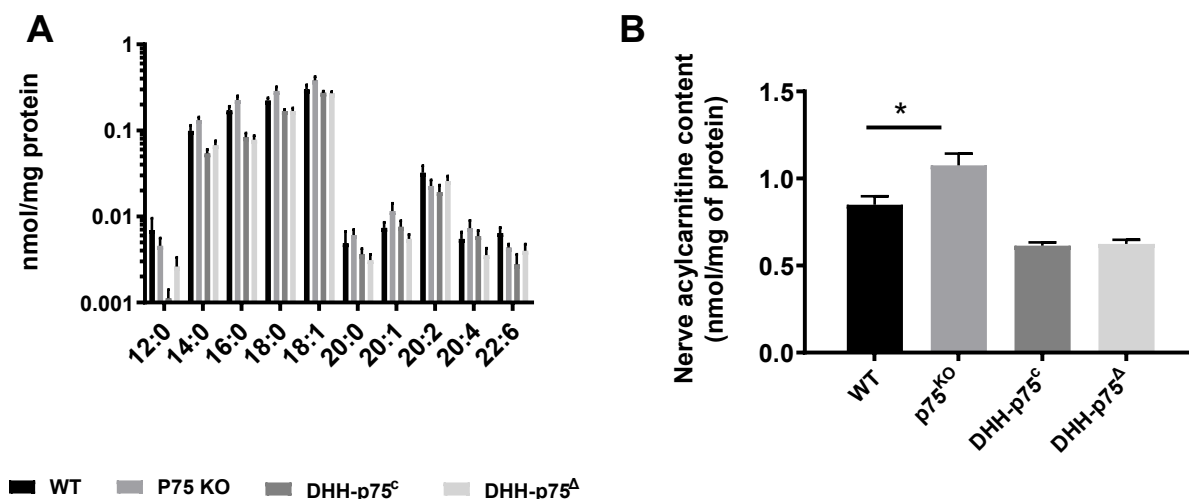 A
nmol/mg protein
1
0.1
0.01
0.001
12:0 14:0 16:0 18:0 18:1 20:0 20:1 20:2 20:4 22:6
B
Nerve acylcarnitine content
(nmol/mg of protein)
1.5
1.0
0.5
0.0
*
WT p75ᴷᴼ DHH-p75ᶜ DHH-p75^Δ
WT P75 KO DHH-p75ᶜ DHH-p75^Δ